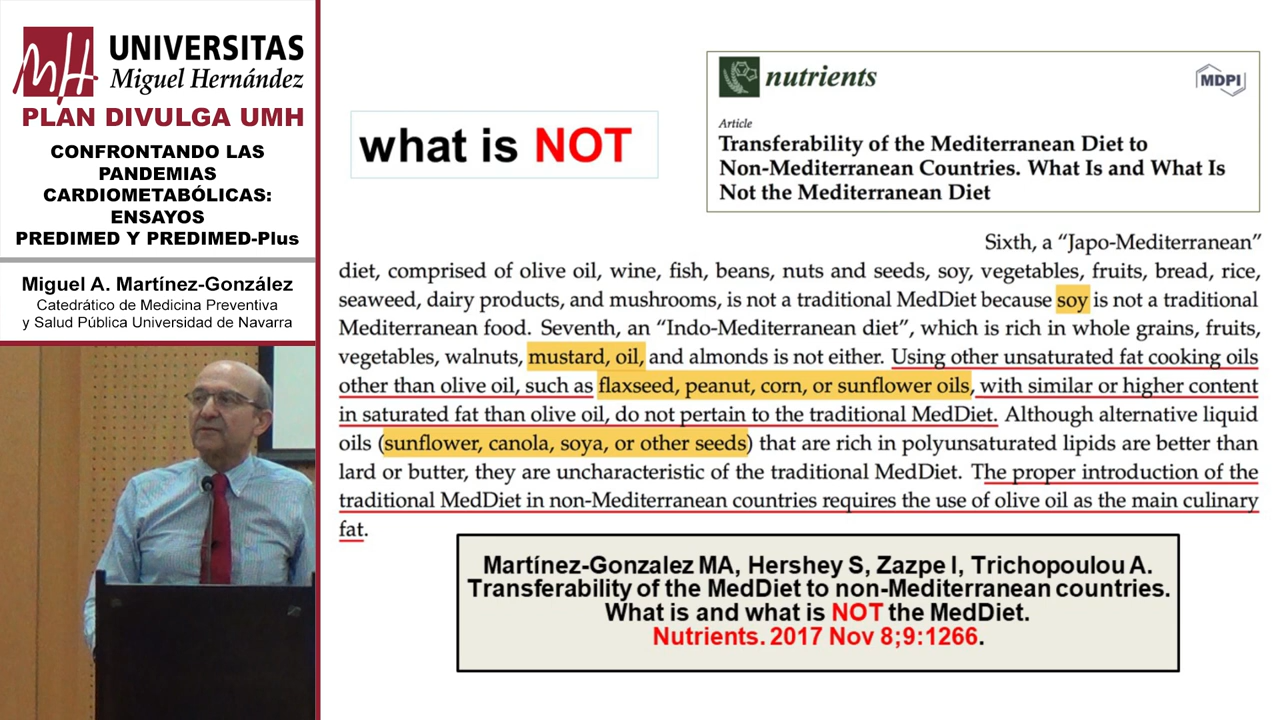 UNIVERSITAS
Miguel Hernández
PLAN DIVULGA UMH
CONFRONTANDO LAS
PANDEMIAS
CARDIOMETABÓLICAS:
ENSAYOS
PREDIMED Y PREDIMED-Plus
Miguel A. Martínez-González
Catedrático de Medicina Preventiva
y Salud Pública Universidad de Navarra
what is NOT
nutrients
MDPI
Article
Transferability of the Mediterranean Diet to
Non-Mediterranean Countries. What Is and What Is
Not the Mediterranean Diet
Sixth, a “Japo-Mediterranean”
diet, comprised of olive oil, wine, fish, beans, nuts and seeds, soy, vegetables, fruits, bread, rice,
seaweed, dairy products, and mushrooms, is not a traditional MedDiet because soy is not a traditional
Mediterranean food. Seventh, an “Indo-Mediterranean diet”, which is rich in whole grains, fruits,
vegetables, walnuts, mustard, oil, and almonds is not either. Using other unsaturated fat cooking oils
other than olive oil, such as flaxseed, peanut, corn, or sunflower oils, with similar or higher content
in saturated fat than olive oil, do not pertain to the traditional MedDiet. Although alternative liquid
oils (sunflower, canola, soya, or other seeds) that are rich in polyunsaturated lipids are better than
lard or butter, they are uncharacteristic of the traditional MedDiet. The proper introduction of the
traditional MedDiet in non-Mediterranean countries requires the use of olive oil as the main culinary
fat.
Martínez-Gonzalez MA, Hershey S, Zazpe I, Trichopoulou A.
Transferability of the MedDiet to non-Mediterranean countries.
What is and what is NOT the MedDiet.
Nutrients. 2017 Nov 8;9:1266.